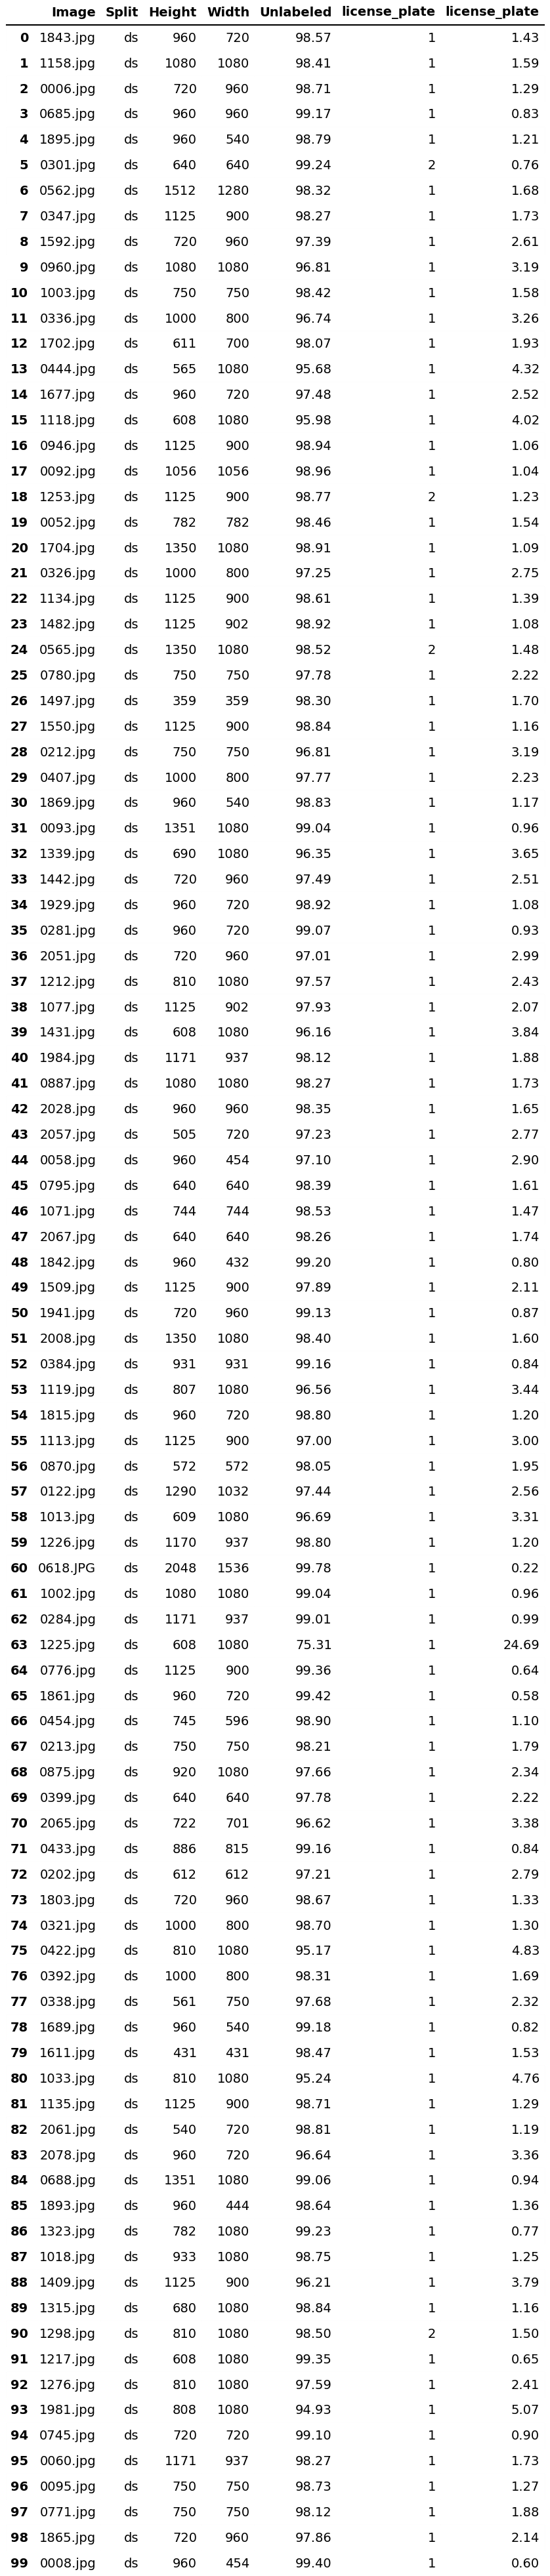 Image Split Height Width Unlabeled license_plate license_plate
0 1843.jpg ds 960 720 98.57 1 1.43
1 1158.jpg ds 1080 1080 98.41 1 1.59
2 0006.jpg ds 720 960 98.71 1 1.29
3 0685.jpg ds 960 960 99.17 1 0.83
4 1895.jpg ds 960 540 98.79 1 1.21
5 0301.jpg ds 640 640 99.24 2 0.76
6 0562.jpg ds 1512 1280 98.32 1 1.68
7 0347.jpg ds 1125 900 98.27 1 1.73
8 1592.jpg ds 720 960 97.39 1 2.61
9 0960.jpg ds 1080 1080 96.81 1 3.19
10 1003.jpg ds 750 750 98.42 1 1.58
11 0336.jpg ds 1000 800 96.74 1 3.26
12 1702.jpg ds 611 700 98.07 1 1.93
13 0444.jpg ds 565 1080 95.68 1 4.32
14 1677.jpg ds 960 720 97.48 1 2.52
15 1118.jpg ds 608 1080 95.98 1 4.02
16 0946.jpg ds 1125 900 98.94 1 1.06
17 0092.jpg ds 1056 1056 98.96 1 1.04
18 1253.jpg ds 1125 900 98.77 2 1.23
19 0052.jpg ds 782 782 98.46 1 1.54
20 1704.jpg ds 1350 1080 98.91 1 1.09
21 0326.jpg ds 1000 800 97.25 1 2.75
22 1134.jpg ds 1125 900 98.61 1 1.39
23 1482.jpg ds 1125 902 98.92 1 1.08
24 0565.jpg ds 1350 1080 98.52 2 1.48
25 0780.jpg ds 750 750 97.78 1 2.22
26 1497.jpg ds 359 359 98.30 1 1.70
27 1550.jpg ds 1125 900 98.84 1 1.16
28 0212.jpg ds 750 750 96.81 1 3.19
29 0407.jpg ds 1000 800 97.77 1 2.23
30 1869.jpg ds 960 540 98.83 1 1.17
31 0093.jpg ds 1351 1080 99.04 1 0.96
32 1339.jpg ds 690 1080 96.35 1 3.65
33 1442.jpg ds 720 960 97.49 1 2.51
34 1929.jpg ds 960 720 98.92 1 1.08
35 0281.jpg ds 960 720 99.07 1 0.93
36 2051.jpg ds 720 960 97.01 1 2.99
37 1212.jpg ds 810 1080 97.57 1 2.43
38 1077.jpg ds 1125 902 97.93 1 2.07
39 1431.jpg ds 608 1080 96.16 1 3.84
40 1984.jpg ds 1171 937 98.12 1 1.88
41 0887.jpg ds 1080 1080 98.27 1 1.73
42 2028.jpg ds 960 960 98.35 1 1.65
43 2057.jpg ds 505 720 97.23 1 2.77
44 0058.jpg ds 960 454 97.10 1 2.90
45 0795.jpg ds 640 640 98.39 1 1.61
46 1071.jpg ds 744 744 98.53 1 1.47
47 2067.jpg ds 640 640 98.26 1 1.74
48 1842.jpg ds 960 432 99.20 1 0.80
49 1509.jpg ds 1125 900 97.89 1 2.11
50 1941.jpg ds 720 960 99.13 1 0.87
51 2008.jpg ds 1350 1080 98.40 1 1.60
52 0384.jpg ds 931 931 99.16 1 0.84
53 1119.jpg ds 807 1080 96.56 1 3.44
54 1815.jpg ds 960 720 98.80 1 1.20
55 1113.jpg ds 1125 900 97.00 1 3.00
56 0870.jpg ds 572 572 98.05 1 1.95
57 0122.jpg ds 1290 1032 97.44 1 2.56
58 1013.jpg ds 609 1080 96.69 1 3.31
59 1226.jpg ds 1170 937 98.80 1 1.20
60 0618.JPG ds 2048 1536 99.78 1 0.22
61 1002.jpg ds 1080 1080 99.04 1 0.96
62 0284.jpg ds 1171 937 99.01 1 0.99
63 1225.jpg ds 608 1080 75.31 1 24.69
64 0776.jpg ds 1125 900 99.36 1 0.64
65 1861.jpg ds 960 720 99.42 1 0.58
66 0454.jpg ds 745 596 98.90 1 1.10
67 0213.jpg ds 750 750 98.21 1 1.79
68 0875.jpg ds 920 1080 97.66 1 2.34
69 0399.jpg ds 640 640 97.78 1 2.22
70 2065.jpg ds 722 701 96.62 1 3.38
71 0433.jpg ds 886 815 99.16 1 0.84
72 0202.jpg ds 612 612 97.21 1 2.79
73 1803.jpg ds 720 960 98.67 1 1.33
74 0321.jpg ds 1000 800 98.70 1 1.30
75 0422.jpg ds 810 1080 95.17 1 4.83
76 0392.jpg ds 1000 800 98.31 1 1.69
77 0338.jpg ds 561 750 97.68 1 2.32
78 1689.jpg ds 960 540 99.18 1 0.82
79 1611.jpg ds 431 431 98.47 1 1.53
80 1033.jpg ds 810 1080 95.24 1 4.76
81 1135.jpg ds 1125 900 98.71 1 1.29
82 2061.jpg ds 540 720 98.81 1 1.19
83 2078.jpg ds 960 720 96.64 1 3.36
84 0688.jpg ds 1351 1080 99.06 1 0.94
85 1893.jpg ds 960 444 98.64 1 1.36
86 1323.jpg ds 782 1080 99.23 1 0.77
87 1018.jpg ds 933 1080 98.75 1 1.25
88 1409.jpg ds 1125 900 96.21 1 3.79
89 1315.jpg ds 680 1080 98.84 1 1.16
90 1298.jpg ds 810 1080 98.50 2 1.50
91 1217.jpg ds 608 1080 99.35 1 0.65
92 1276.jpg ds 810 1080 97.59 1 2.41
93 1981.jpg ds 808 1080 94.93 1 5.07
94 0745.jpg ds 720 720 99.10 1 0.90
95 0060.jpg ds 1171 937 98.27 1 1.73
96 0095.jpg ds 750 750 98.73 1 1.27
97 0771.jpg ds 750 750 98.12 1 1.88
98 1865.jpg ds 720 960 97.86 1 2.14
99 0008.jpg ds 960 454 99.40 1 0.60